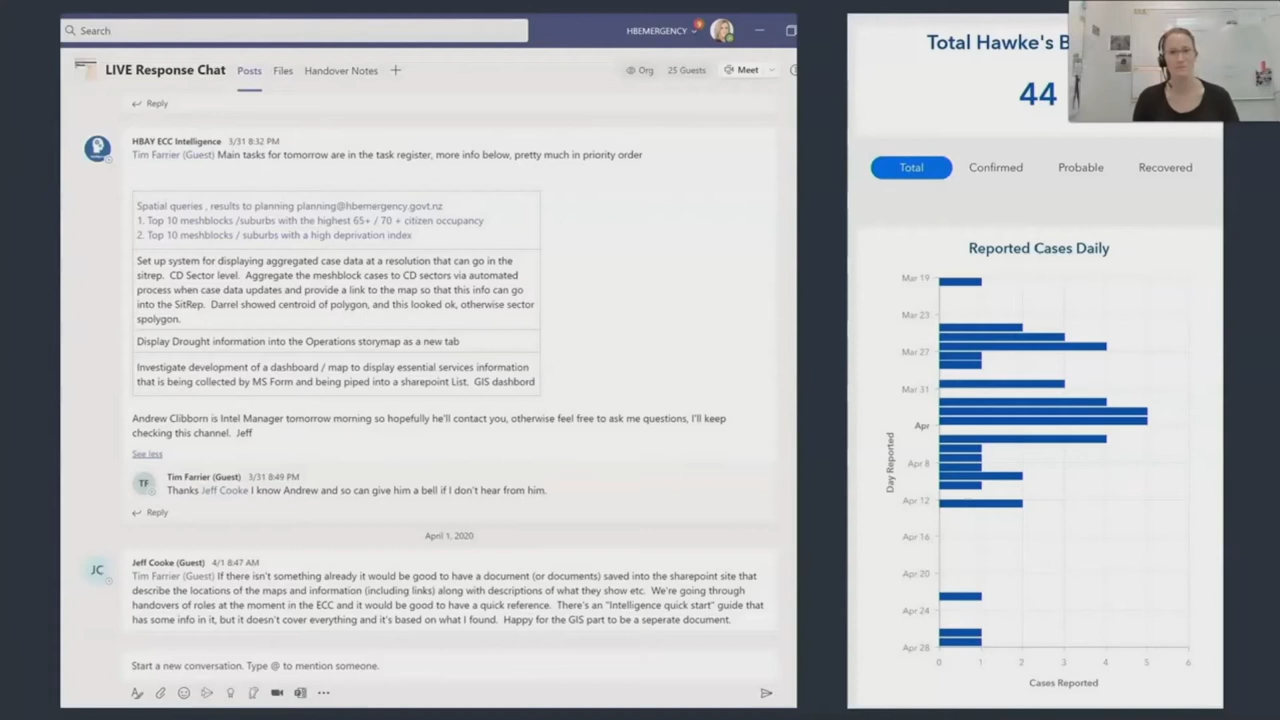 Search
HBEMERGENCY
LIVE Response Chat Posts Files Handover Notes + Org 25 Guests Meet
Reply
HBAY ECC Intelligence 3/31 8:32 PM
Tim Farrier (Guest) Main tasks for tomorrow are in the task register, more info below, pretty much in priority order
Spatial queries , results to planning planning@hbemergency.govt.nz
1. Top 10 meshblocks /suburbs with the highest 65+ / 70 + citizen occupancy
2. Top 10 meshblocks / suburbs with a high deprivation index
Set up system for displaying aggregated case data at a resolution that can go in the
sitrep. CD Sector level. Aggregate the meshblock cases to CD sectors via automated
process when case data updates and provide a link to the map so that this info can go
into the SitRep. Darrel showed centroid of polygon, and this looked ok, otherwise sector
spolygon.
Display Drought information into the Operations storymap as a new tab
Investigate development of a dashboard / map to display essential services information
that is being collected by MS Form and being piped into a sharepoint List. GIS dashbord
Andrew Clibborn is Intel Manager tomorrow morning so hopefully he'll contact you, otherwise feel free to ask me questions, I'll keep
checking this channel. Jeff
See less
TF
Tim Farrier (Guest) 3/31 8:49 PM
Thanks Jeff Cooke I know Andrew and so can give him a bell if I don't hear from him.
Reply
April 1, 2020
JC
Jeff Cooke (Guest) 4/1 8:47 AM
Tim Farrier (Guest) If there isn't something already it would be good to have a document (or documents) saved into the sharepoint site that
describe the locations of the maps and information (including links) along with descriptions of what they show etc. We're going through
handovers of roles at the moment in the ECC and it would be good to have a quick reference. There's an "Intelligence quick start" guide that
has some info in it, but it doesn't cover everything and it's based on what I found. Happy for the GIS part to be a seperate document.
Start a new conversation. Type @ to mention someone.
Total Hawke's B
44
Total Confirmed Probable Recovered
Reported Cases Daily
Day Reported
Mar 19
Mar 23
Mar 27
Mar 31
Apr
Apr 8
Apr 12
Apr 16
Apr 20
Apr 24
Apr 28
0 1 2 3 4 5 6
Cases Reported